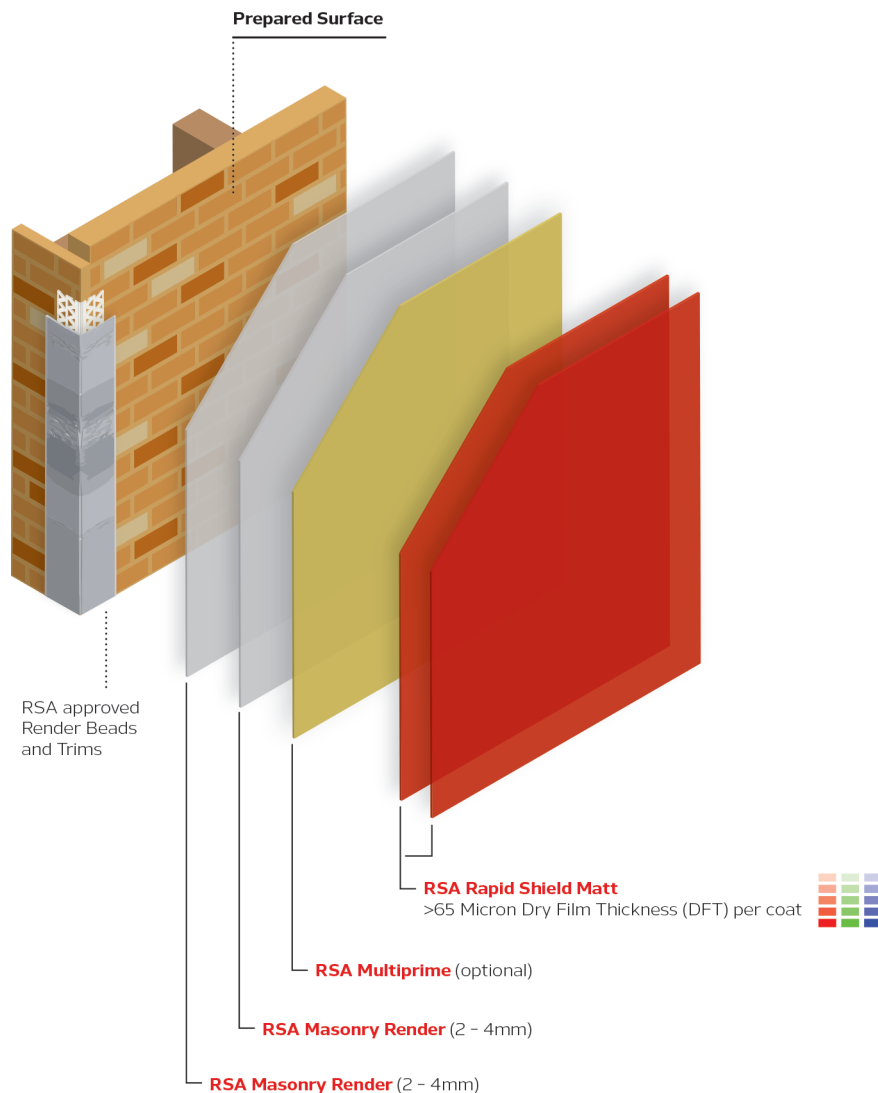 Prepared Surface
RSA approved
Render Beads
and Trims
RSA Rapid Shield Matt
>65 Micron Dry Film Thickness (DFT) per coat
RSA Multiprime (optional)
RSA Masonry Render (2 – 4mm)
RSA Masonry Render (2 – 4mm)